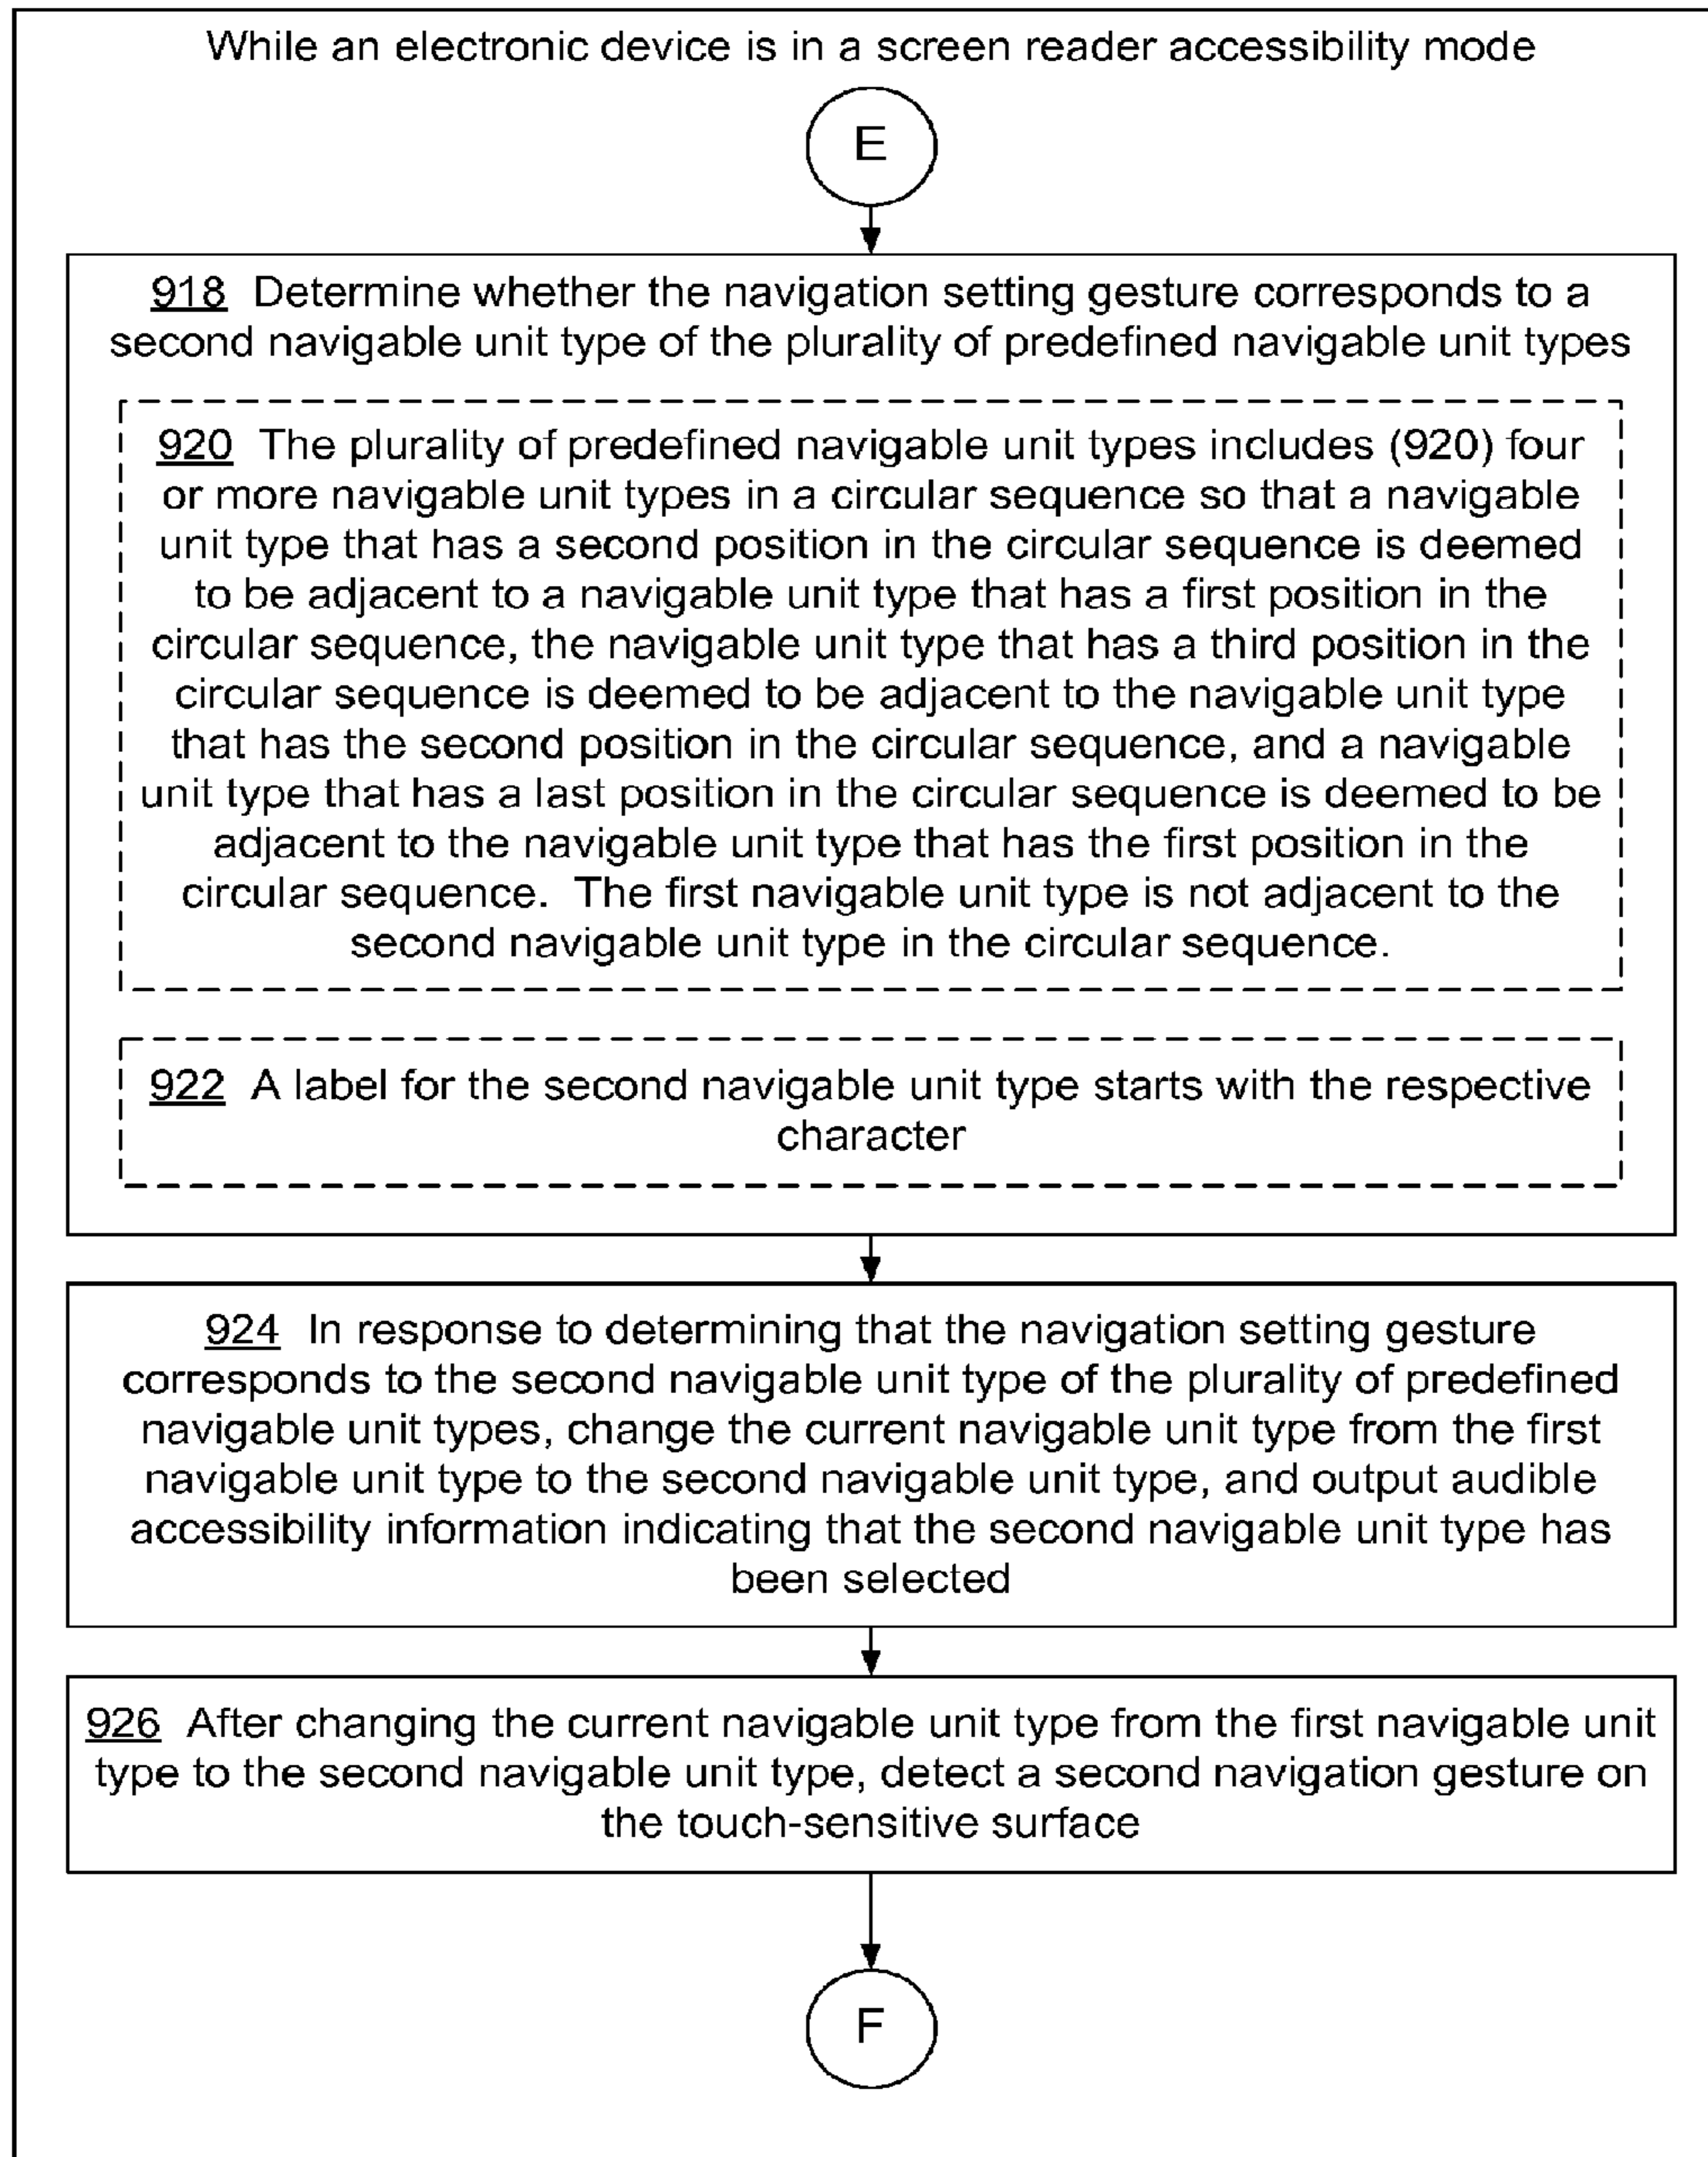 While an electronic device is in a screen reader accessibility mode
E
918 Determine whether the navigation setting gesture corresponds to a
second navigable unit type of the plurality of predefined navigable unit types
920 The plurality of predefined navigable unit types includes (920) four
or more navigable unit types in a circular sequence so that a navigable
unit type that has a second position in the circular sequence is deemed
to be adjacent to a navigable unit type that has a first position in the
circular sequence, the navigable unit type that has a third position in the
circular sequence is deemed to be adjacent to the navigable unit type
that has the second position in the circular sequence, and a navigable
unit type that has a last position in the circular sequence is deemed to be
adjacent to the navigable unit type that has the first position in the
circular sequence. The first navigable unit type is not adjacent to the
second navigable unit type in the circular sequence.
922 A label for the second navigable unit type starts with the respective
character
924 In response to determining that the navigation setting gesture
corresponds to the second navigable unit type of the plurality of predefined
navigable unit types, change the current navigable unit type from the first
navigable unit type to the second navigable unit type, and output audible
accessibility information indicating that the second navigable unit type has
been selected
926 After changing the current navigable unit type from the first navigable unit
type to the second navigable unit type, detect a second navigation gesture on
the touch-sensitive surface
F